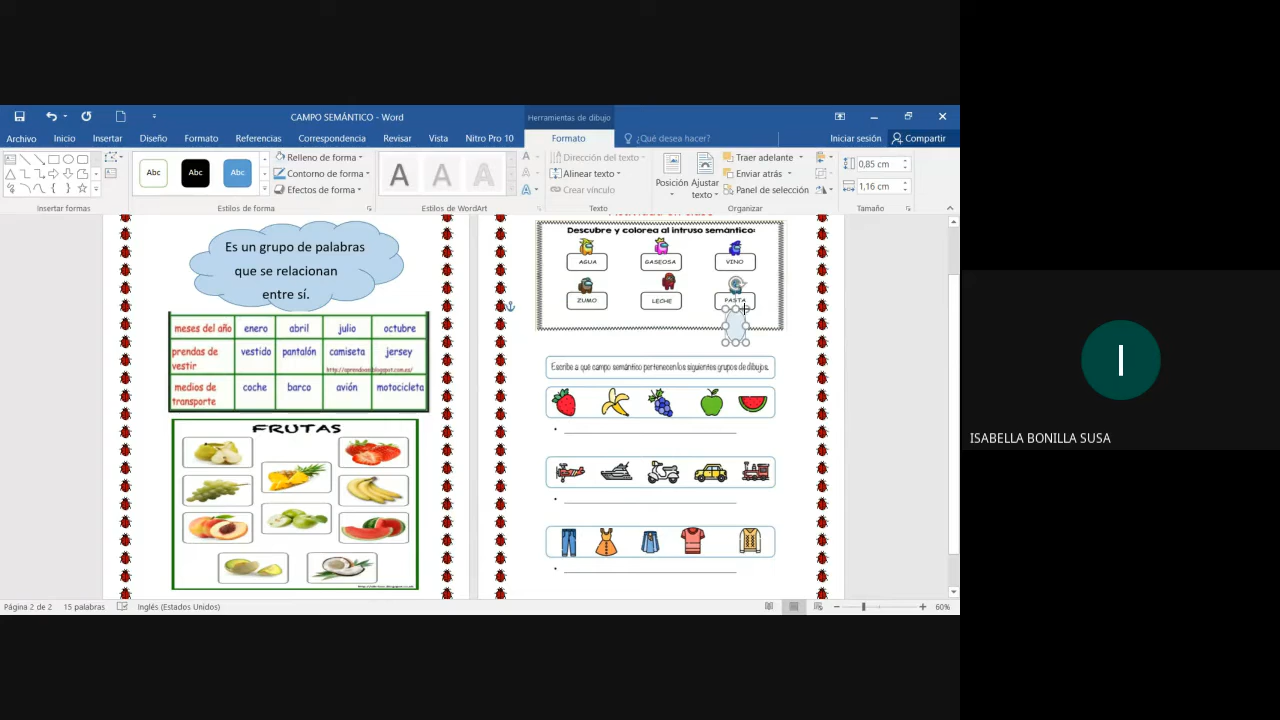 CAMPO SEMÁNTICO - Word
Herramientas de dibujo
Archivo
Inicio
Insertar
Diseño
Formato
Referencias
Correspondencia
Revisar
Vista
Nitro Pro 10
Formato
¿Qué desea hacer?
Iniciar sesión
Compartir
Abc
Abc
Abc
Relleno de forma
Contorno de forma
Efectos de forma
A
A
A
Dirección del texto
Alinear texto
Crear vínculo
Posición
Ajustar
texto
Traer adelante
Enviar atrás
Panel de selección
0,85 cm
1,16 cm
Insertar formas
Estilos de forma
Estilos de WordArt
Texto
Organizar
Tamaño
Es un grupo de palabras
que se relacionan
entre sí.
meses del año enero abril julio octubre
prendas de vestido pantalón camiseta jersey
vestir
medios de coche barco avión motocicleta
transporte
FRUTAS
Descubre y colorea al intruso semántico:
AGUA
GASEOSA
VINO
ZUMO
LECHE
PASTA
Escribe a qué campo semántico pertenecen los siguientes grupos de dibujos.
Página 2 de 2
15 palabras
Inglés (Estados Unidos)
60%
I
ISABELLA BONILLA SUSA